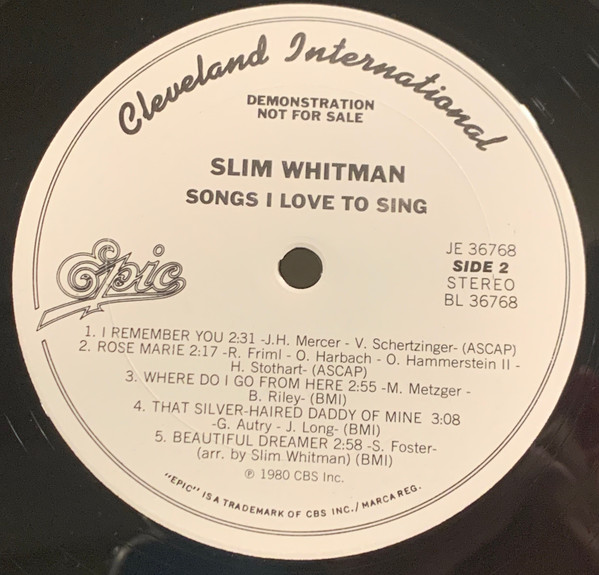 Cleveland International
DEMONSTRATION
NOT FOR SALE
SLIM WHITMAN
SONGS I LOVE TO SING
Epic
JE 36768
SIDE 2
STEREO
BL 36768
1. I REMEMBER YOU 2:31 -J.H. Mercer - V. Schertzinger- (ASCAP)
2. ROSE MARIE 2:17 -R. Friml - O. Harbach - O. Hammerstein II -
H. Stothart- (ASCAP)
3. WHERE DO I GO FROM HERE 2:55 -M. Metzger -
B. Riley- (BMI)
4. THAT SILVER-HAIRED DADDY OF MINE 3:08
-G. Autry - J. Long- (BMI)
5. BEAUTIFUL DREAMER 2:58 -S. Foster-
(arr. by Slim Whitman) (BMI)
℗ 1980 CBS Inc.
"EPIC" IS A TRADEMARK OF CBS INC./ MARCA REG.